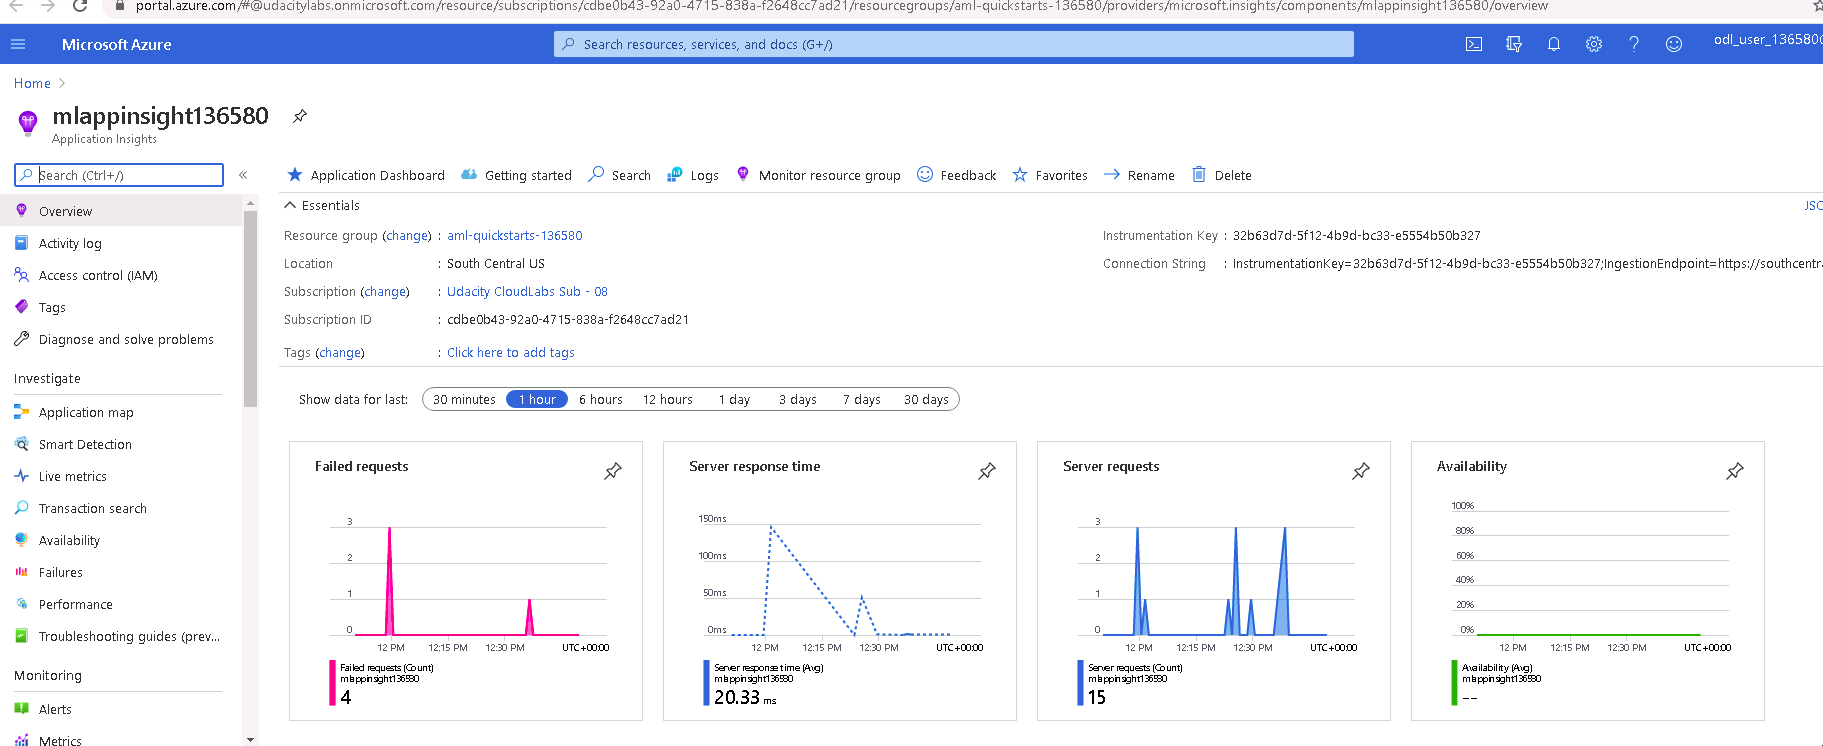 portal.azure.com/#@udacitylabs.onmicrosoft.com/resource/subscriptions/cdbe0b43-92a0-4715-838a-f2648cc7ad21/resourcegroups/aml-quickstarts-136580/providers/microsoft.insights/components/mlappinsight136580/overview
Microsoft Azure
Search resources, services, and docs (G+/)
odl_user_136580
Home
mlappinsight136580
Application Insights
Search (Ctrl+/)
«
Application Dashboard
Getting started
Search
Logs
Monitor resource group
Feedback
Favorites
Rename
Delete
Overview
Activity log
Access control (IAM)
Tags
Diagnose and solve problems
Investigate
Application map
Smart Detection
Live metrics
Transaction search
Availability
Failures
Performance
Troubleshooting guides (prev...
Monitoring
Alerts
Metrics
Essentials
JSO
Resource group (change) : aml-quickstarts-136580
Location : South Central US
Subscription (change) : Udacity CloudLabs Sub - 08
Subscription ID : cdbe0b43-92a0-4715-838a-f2648cc7ad21
Tags (change) : Click here to add tags
Instrumentation Key : 32b63d7d-5f12-4b9d-bc33-e5554b50b327
Connection String : InstrumentationKey=32b63d7d-5f12-4b9d-bc33-e5554b50b327;IngestionEndpoint=https://southcentr
Show data for last: 30 minutes 1 hour 6 hours 12 hours 1 day 3 days 7 days 30 days
Failed requests
3
2
1
0
12 PM 12:15 PM 12:30 PM UTC+00:00
Failed requests (Count)
mlappinsight136580
4
Server response time
150ms
100ms
50ms
0ms
12 PM 12:15 PM 12:30 PM UTC+00:00
Server response time (Avg)
mlappinsight136580
20.33 ms
Server requests
3
2
1
0
12 PM 12:15 PM 12:30 PM UTC+00:00
Server requests (Count)
mlappinsight136580
15
Availability
100%
80%
60%
40%
20%
0%
12 PM 12:15 PM 12:30 PM UTC+00:00
Availability (Avg)
mlappinsight136580
--